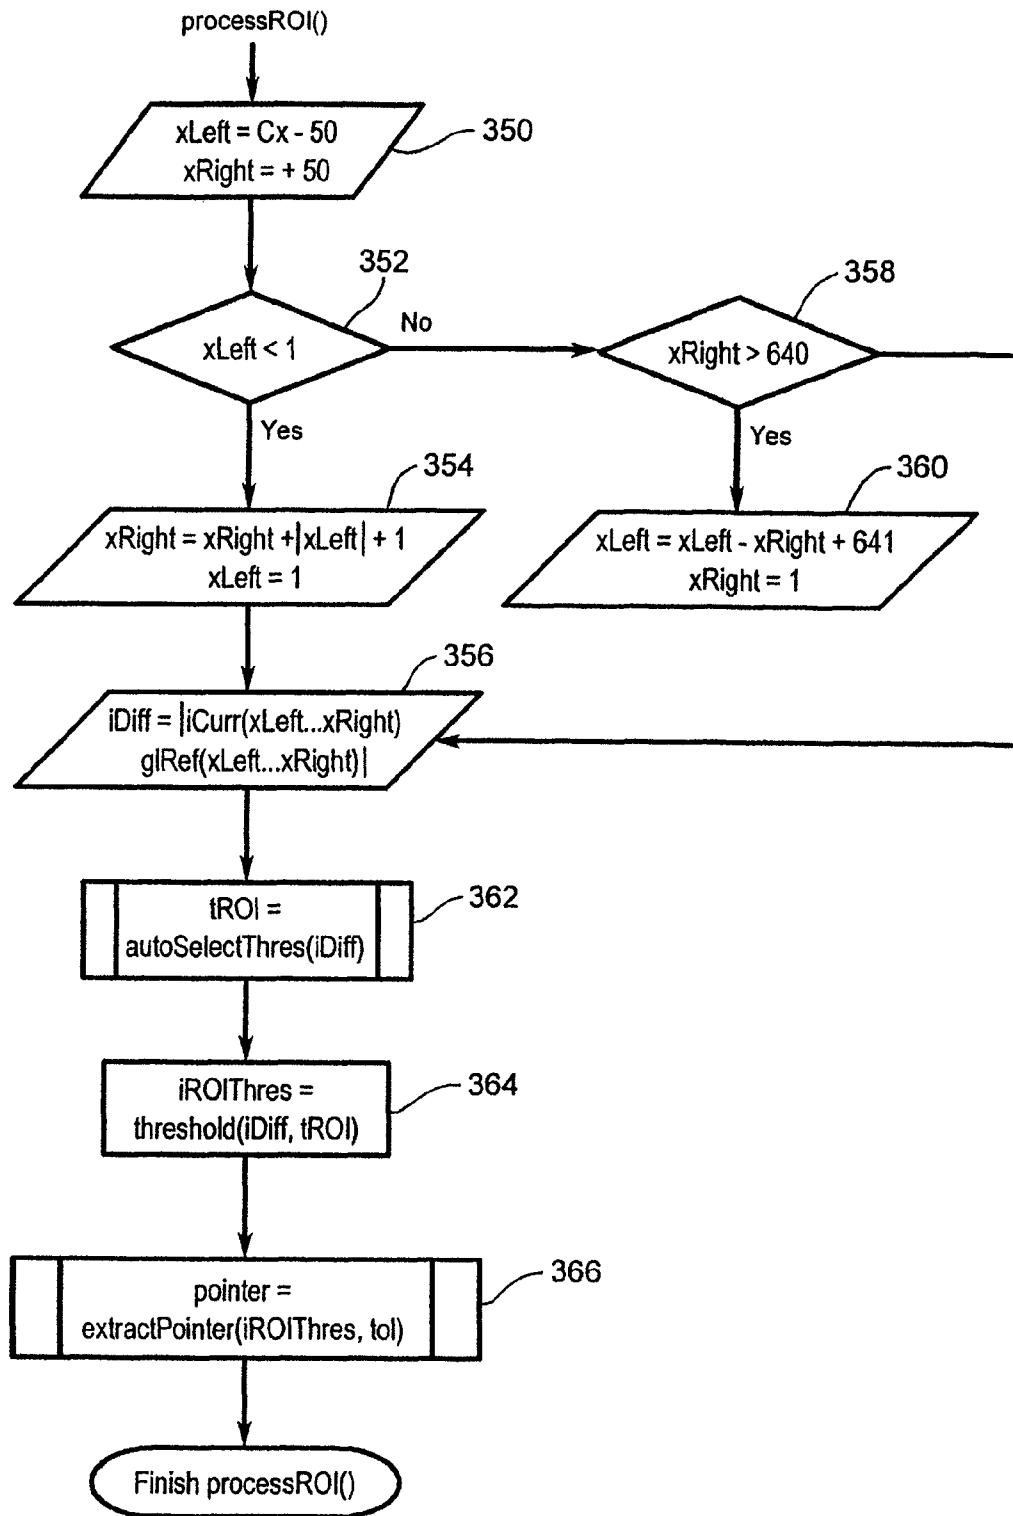 processROI()
xLeft = Cx - 50
xRight = + 50
350
352
xLeft < 1
No
358
xRight > 640
Yes
Yes
354
xRight = xRight +|xLeft| + 1
xLeft = 1
360
xLeft = xLeft - xRight + 641
xRight = 1
356
iDiff = |iCurr(xLeft...xRight)
glRef(xLeft...xRight)|
tROI =
autoSelectThres(iDiff)
362
iROIThres =
threshold(iDiff, tROI)
364
pointer =
extractPointer(iROIThres, tol)
366
Finish processROI()